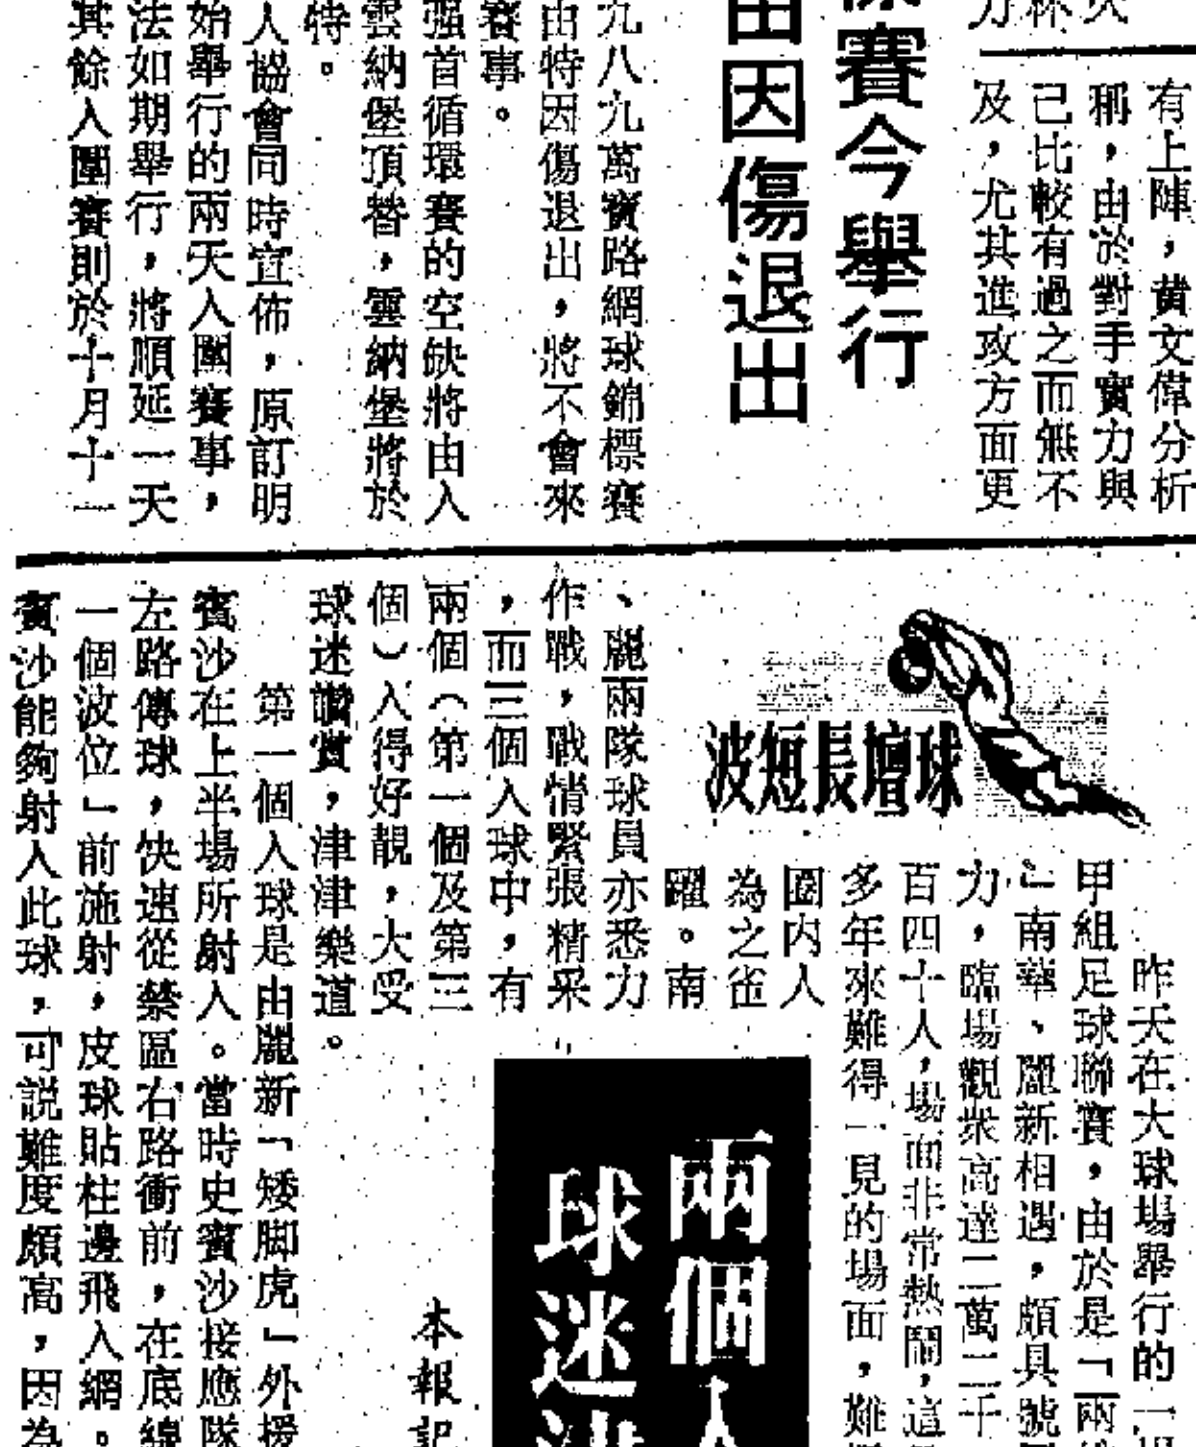 有上陣，黃文偉分析
稱，由於對手實力與
己比較有過之而無不
及，尤其進攻方面更
賽今舉行
由因傷退出
九八九萬寶路網球錦標賽
由特因傷退出，將不會來
賽事。
强首循環賽的空缺將由入
雲納堡頂替，雲納堡將於
特。
人協會同時宣佈，原訂明
始舉行的兩天入圍賽事，
法如期舉行，將順延一天
其餘入圍賽則於十月十一
球壇長短波
昨天在大球場舉行的一場
甲組足球聯賽，由於是「兩
」南華、麗新相遇，頗具號
力，臨場觀衆高達二萬二千
百四十人，場面非常熱鬧，這
多年來難得一見的場面，難
圈内人
為之雀
躍。南
、麗兩隊球員亦悉力
作戰，戰情緊張精采
，而三個入球中，有
兩個（第一個及第三
個）入得好靚，大受
球迷讚賞，津津樂道。
兩個入
球迷
本報記
第一個入球是由麗新「矮脚虎」外援
賓沙在上半場所射入。當時史賓沙接應隊
左路傳球，快速從禁區右路衝前，在底線
一個波位」前施射，皮球貼柱邊飛入網。
賓沙能夠射入此球，可説難度頗高，因為